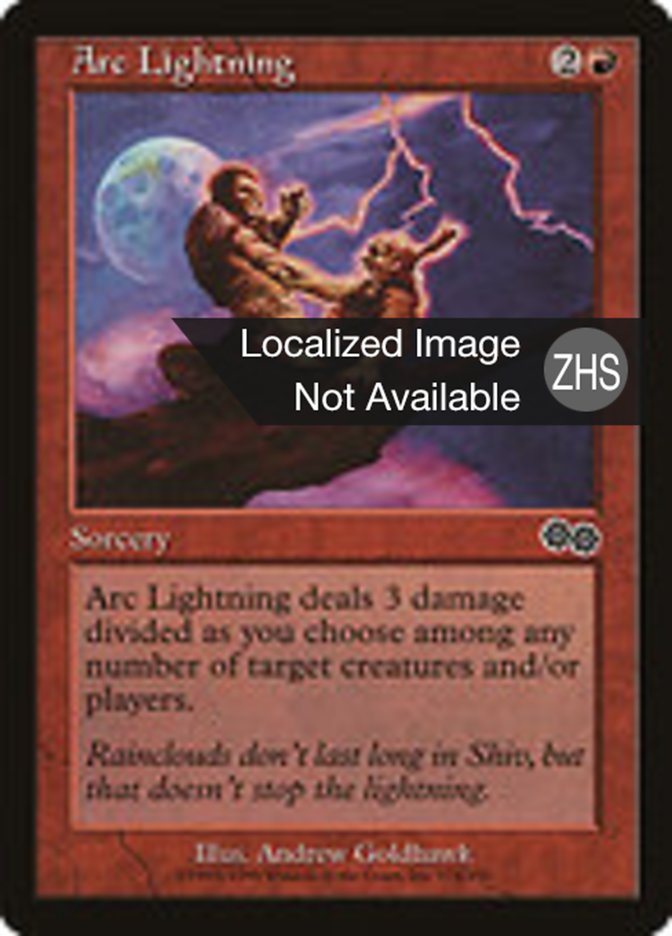 Arc Lightning
2
Localized Image
Not Available
ZHS
Sorcery
Arc Lightning deals 3 damage
divided as you choose among any
number of target creatures and/or
players.
Rainclouds don't last long in Shiv, but
that doesn't stop the lightning.
Illus. Andrew Goldhawk